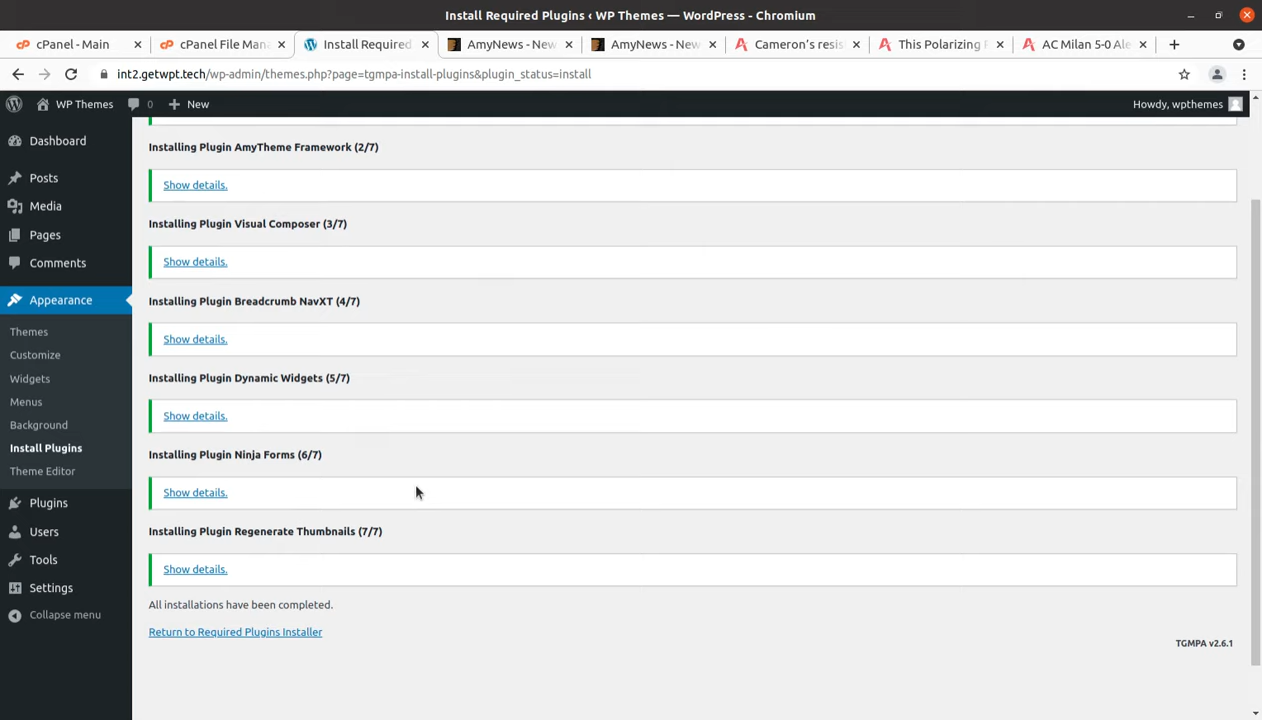 Install Required Plugins ‹ WP Themes — WordPress - Chromium
cPanel - Main
cPanel File Man
Install Required
AmyNews - New
AmyNews - New
Cameron's resi
This Polarizing F
AC Milan 5-0 Ale
int2.getwpt.tech/wp-admin/themes.php?page=tgmpa-install-plugins&plugin_status=install
WP Themes
0
New
Howdy, wpthemes
Dashboard
Posts
Media
Pages
Comments
Appearance
Themes
Customize
Widgets
Menus
Background
Install Plugins
Theme Editor
Plugins
Users
Tools
Settings
Collapse menu
Installing Plugin AmyTheme Framework (2/7)
Show details.
Installing Plugin Visual Composer (3/7)
Show details.
Installing Plugin Breadcrumb NavXT (4/7)
Show details.
Installing Plugin Dynamic Widgets (5/7)
Show details.
Installing Plugin Ninja Forms (6/7)
Show details.
Installing Plugin Regenerate Thumbnails (7/7)
Show details.
All installations have been completed.
Return to Required Plugins Installer
TGMPA v2.6.1